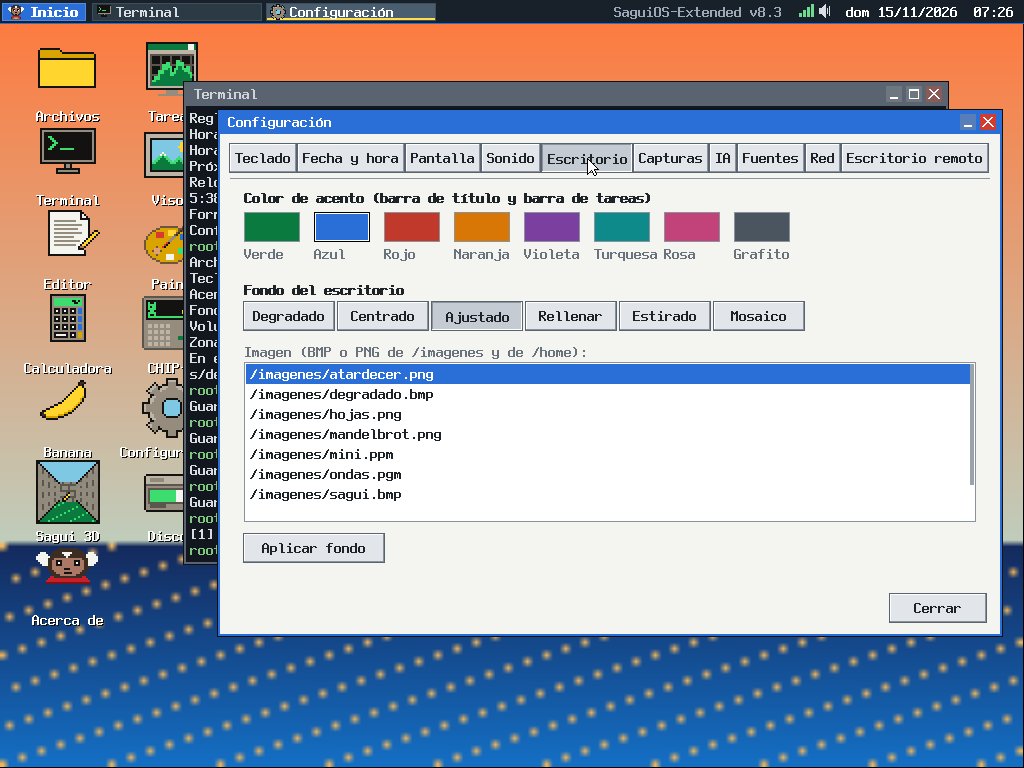 Inicio Terminal Configuración SaguiOS-Extended v8.3 dom 15/11/2026 07:26
Archivos
Terminal
Editor
Calculadora
Banana
Sagui 3D
Acerca de
Terminal
Configuración
Teclado Fecha y hora Pantalla Sonido Escritorio Capturas IA Fuentes Red Escritorio remoto
Color de acento (barra de título y barra de tareas)
Verde Azul Rojo Naranja Violeta Turquesa Rosa Grafito
Fondo del escritorio
Degradado Centrado Ajustado Rellenar Estirado Mosaico
Imagen (BMP o PNG de /imagenes y de /home):
/imagenes/atardecer.png
/imagenes/degradado.bmp
/imagenes/hojas.png
/imagenes/mandelbrot.png
/imagenes/mini.ppm
/imagenes/ondas.pgm
/imagenes/sagui.bmp
Aplicar fondo
Cerrar